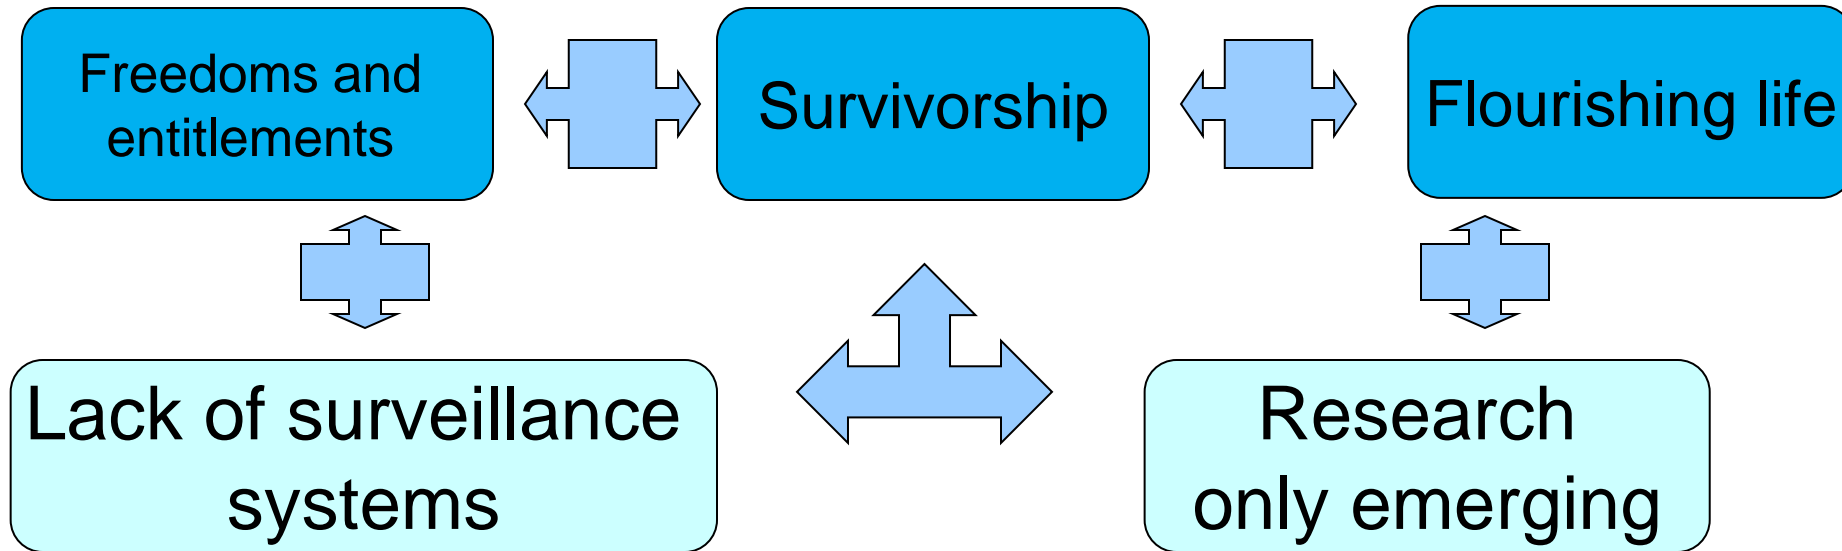 Freedoms and
entitlements
Survivorship
Flourishing life
Lack of surveillance
systems
Research
only emerging